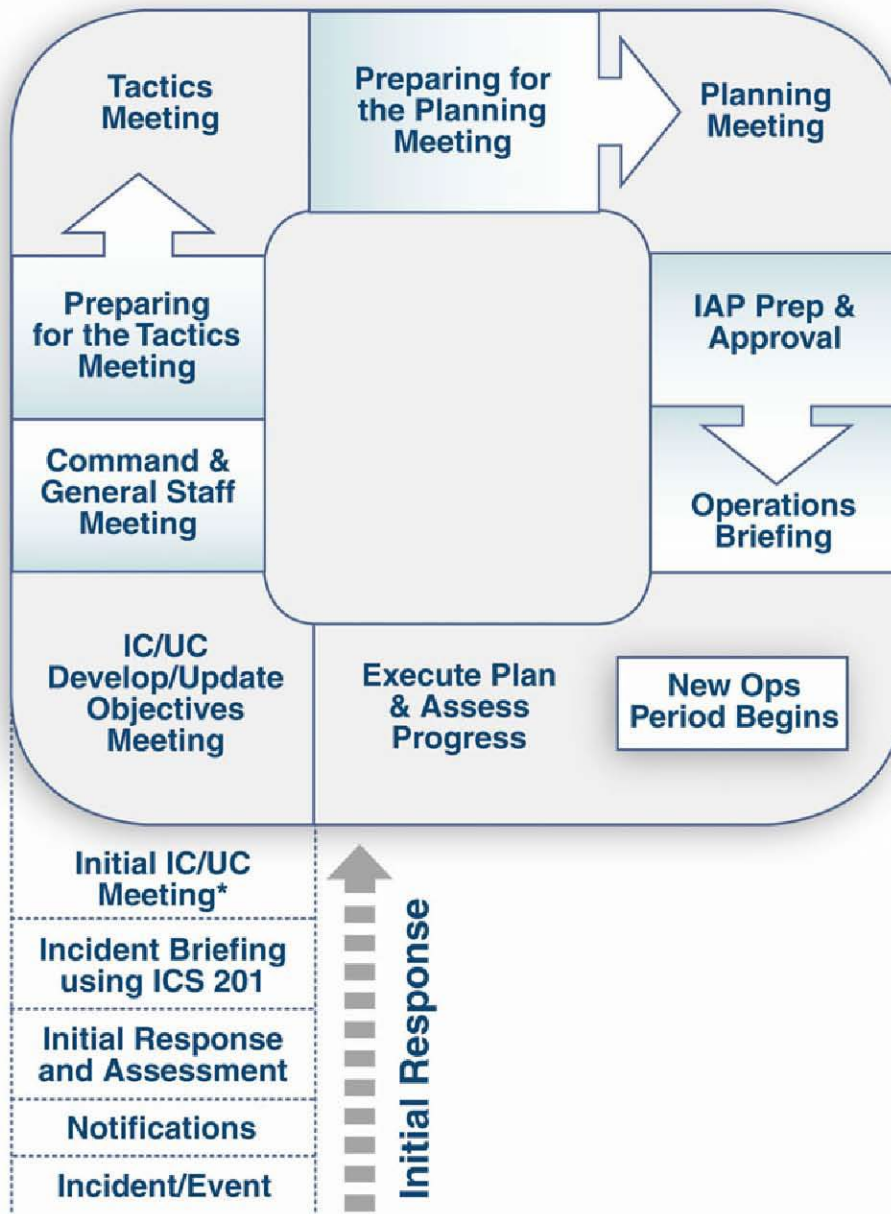 Tactics
Meeting
Preparing for
the Planning
Meeting
Planning
Meeting
Preparing
for the Tactics
Meeting
IAP Prep &
Approval
Command &
General Staff
Meeting
Operations
Briefing
IC/UC
Develop/Update
Objectives
Meeting
Execute Plan
& Assess
Progress
New Ops
Period Begins
Initial IC/UC
Meeting*
Incident Briefing
using ICS 201
Initial Response
and Assessment
Notifications
Incident/Event
Initial Response